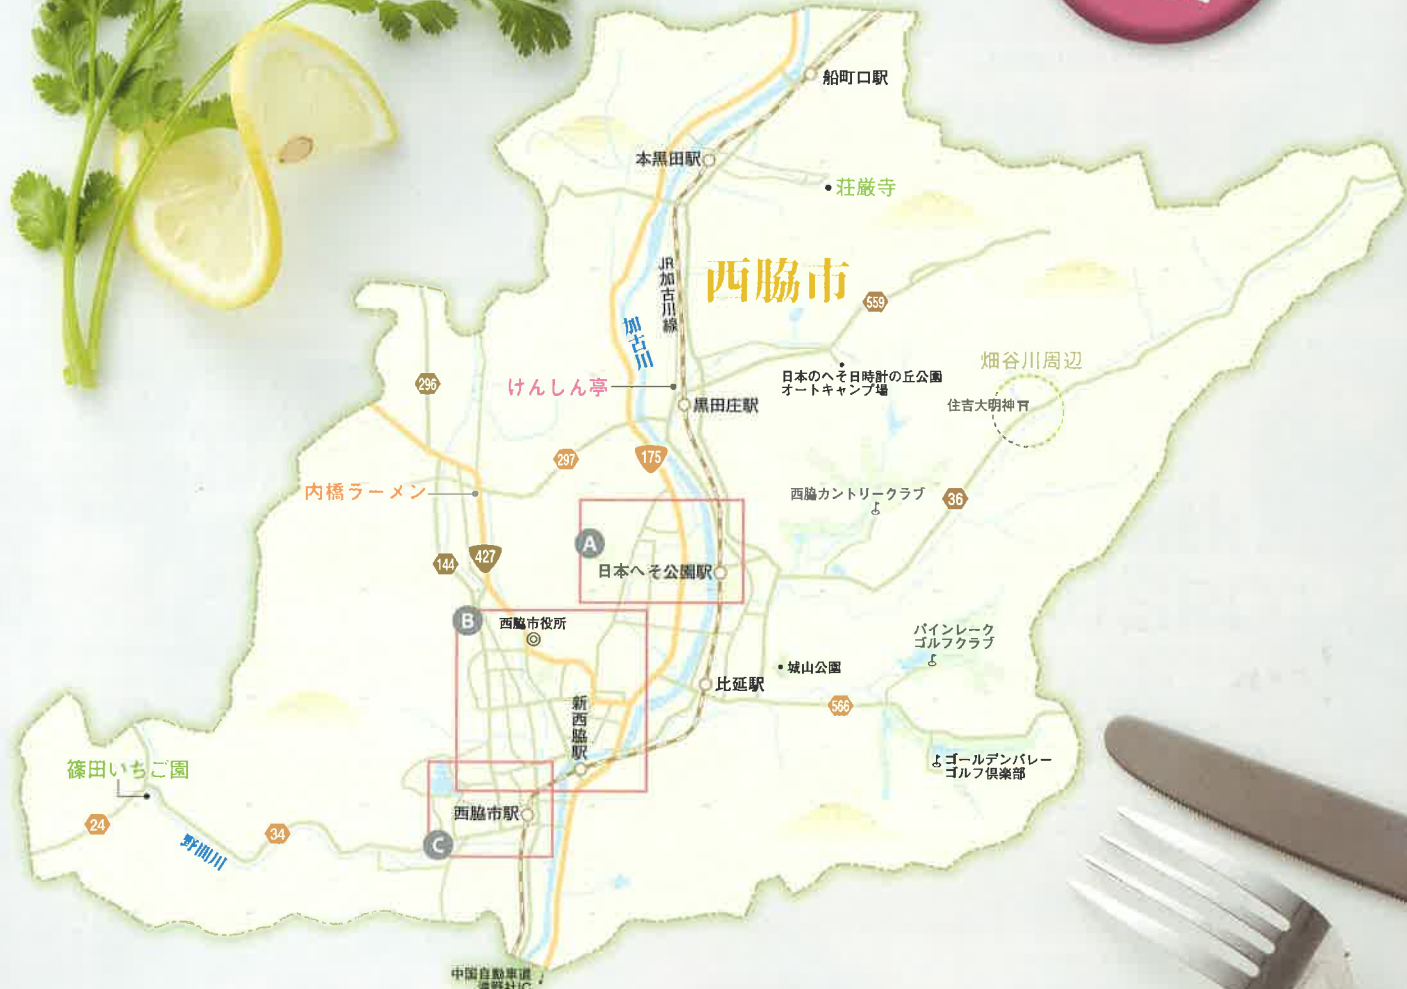 船町口駅
本黒田駅
荘厳寺
JR加古川線
西脇市
559
加古川
畑谷川周辺
日本のへそ日時計の丘公園
オートキャンプ場
296
けんしん亭
黒田庄駅
住吉大明神
297
175
内橋ラーメン
西脇カントリークラブ
36
A
144
427
日本へそ公園駅
B
西脇市役所
パインレーク
ゴルフクラブ
城山公園
比延駅
566
新西脇駅
篠田いちご園
ゴールデンバレー
ゴルフ倶楽部
24
34
西脇市駅
野間川
C
中国自動車道
滝野社IC